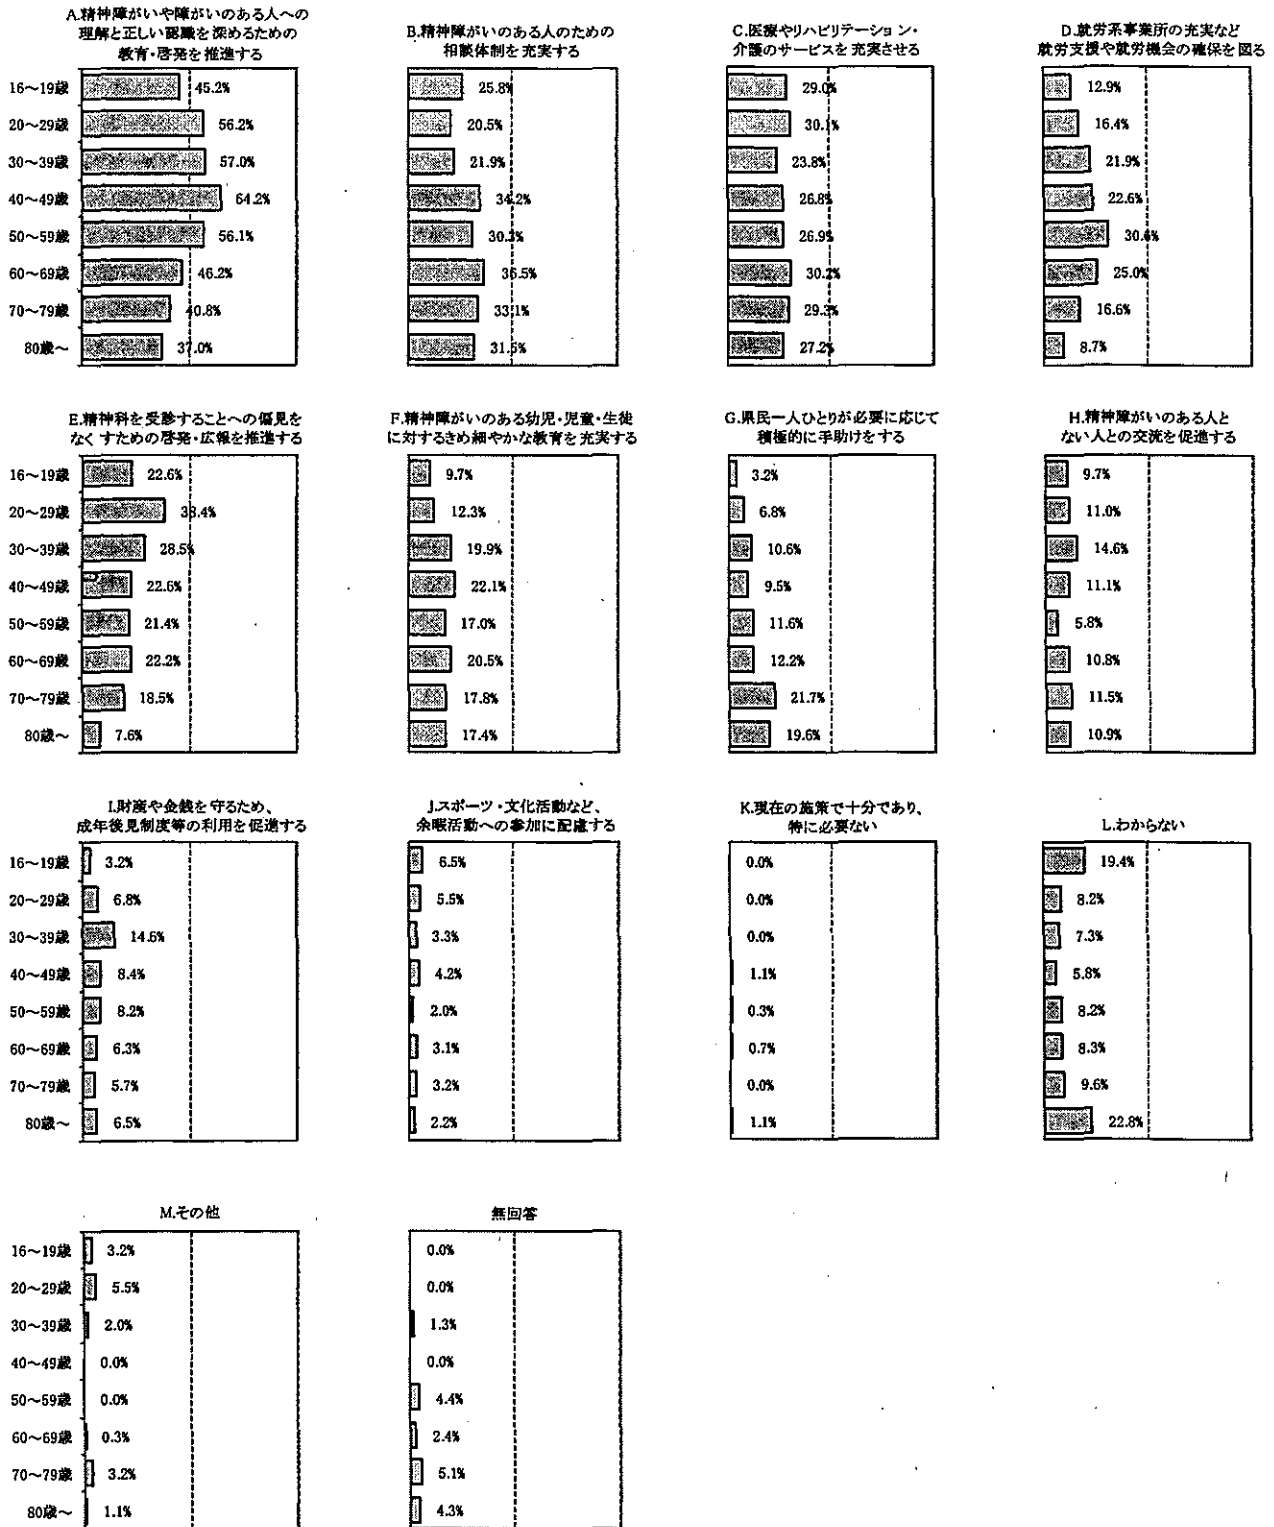 A.精神障がいや障がいのある人への
理解と正しい認識を深めるための
教育・啓発を推進する
16～19歳 45.2%
20～29歳 56.2%
30～39歳 57.0%
40～49歳 64.2%
50～59歳 56.1%
60～69歳 46.2%
70～79歳 40.8%
80歳～ 37.0%
B.精神障がいのある人のための
相談体制を充実する
25.8%
20.5%
21.9%
34.2%
30.3%
36.5%
33.1%
31.5%
C.医療やリハビリテーション・
介護のサービスを充実させる
29.0%
30.1%
23.8%
26.8%
26.9%
30.2%
29.3%
27.2%
D.就労系事業所の充実など
就労支援や就労機会の確保を図る
12.9%
16.4%
21.9%
22.6%
30.6%
25.0%
16.6%
8.7%
E.精神科を受診することへの偏見を
なくすための啓発・広報を推進する
16～19歳 22.6%
20～29歳 38.4%
30～39歳 28.5%
40～49歳 22.6%
50～59歳 21.4%
60～69歳 22.2%
70～79歳 18.5%
80歳～ 7.6%
F.精神障がいのある幼児・児童・生徒
に対するきめ細やかな教育を充実する
9.7%
12.3%
19.9%
22.1%
17.0%
20.5%
17.8%
17.4%
G.県民一人ひとりが必要に応じて
積極的に手助けをする
3.2%
6.8%
10.6%
9.5%
11.6%
12.2%
21.7%
19.6%
H.精神障がいのある人と
ない人との交流を促進する
9.7%
11.0%
14.6%
11.1%
5.8%
10.8%
11.5%
10.9%
I.財産や金銭を守るため、
成年後見制度等の利用を促進する
16～19歳 3.2%
20～29歳 6.8%
30～39歳 14.6%
40～49歳 8.4%
50～59歳 8.2%
60～69歳 6.3%
70～79歳 5.7%
80歳～ 6.5%
J.スポーツ・文化活動など、
余暇活動への参加に配慮する
6.5%
5.5%
3.3%
4.2%
2.0%
3.1%
3.2%
2.2%
K.現在の施策で十分であり、
特に必要ない
0.0%
0.0%
0.0%
1.1%
0.3%
0.7%
0.0%
1.1%
L.わからない
19.4%
8.2%
7.3%
5.8%
8.2%
8.3%
9.6%
22.8%
M.その他
16～19歳 3.2%
20～29歳 5.5%
30～39歳 2.0%
40～49歳 0.0%
50～59歳 0.0%
60～69歳 0.3%
70～79歳 3.2%
80歳～ 1.1%
無回答
0.0%
0.0%
1.3%
0.0%
4.4%
2.4%
5.1%
4.3%